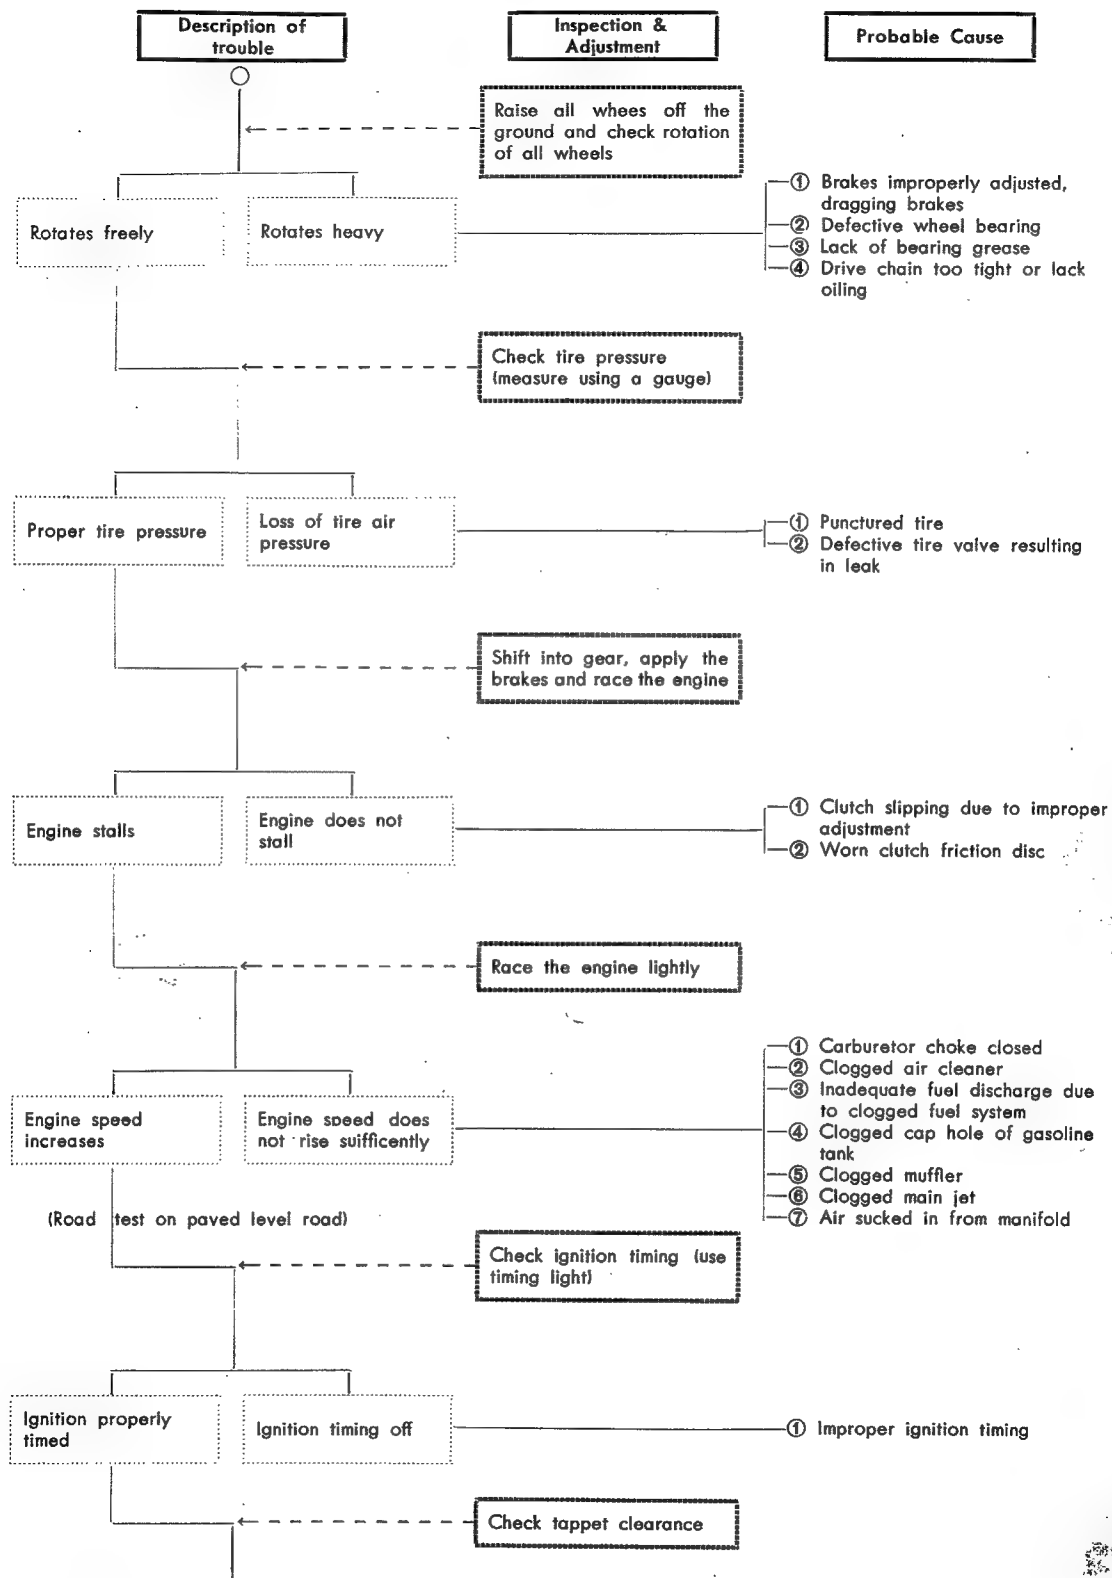 Description of
trouble
Inspection &
Adjustment
Probable Cause
Raise all whees off the
ground and check rotation
of all wheels
Rotates freely
Rotates heavy
① Brakes improperly adjusted,
dragging brakes
② Defective wheel bearing
③ Lack of bearing grease
④ Drive chain too tight or lack
oiling
Check tire pressure
(measure using a gauge)
Proper tire pressure
Loss of tire air
pressure
① Punctured tire
② Defective tire valve resulting
in leak
Shift into gear, apply the
brakes and race the engine
Engine stalls
Engine does not
stall
① Clutch slipping due to improper
adjustment
② Worn clutch friction disc
Race the engine lightly
Engine speed
increases
Engine speed does
not rise suifficently
① Carburetor choke closed
② Clogged air cleaner
③ Inadequate fuel discharge due
to clogged fuel system
④ Clogged cap hole of gasoline
tank
⑤ Clogged muffler
⑥ Clogged main jet
⑦ Air sucked in from manifold
(Road test on paved level road)
Check ignition timing (use
timing light)
Ignition properly
timed
Ignition timing off
① Improper ignition timing
Check tappet clearance